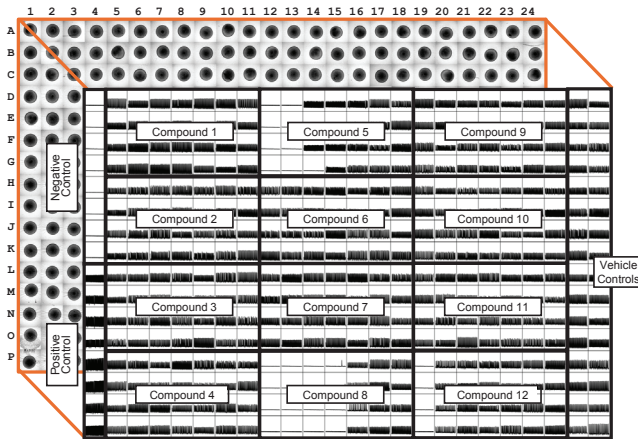 1 2 3 4 5 6 7 8 9 10 11 12 13 14 15 16 17 18 19 20 21 22 23 24
A
B
C
D
E
F
G
H
I
J
K
L
M
N
O
P
Negative
Control
Positive
Control
Compound 1
Compound 5
Compound 9
Compound 2
Compound 6
Compound 10
Compound 3
Compound 7
Compound 11
Compound 4
Compound 8
Compound 12
Vehicle
Controls